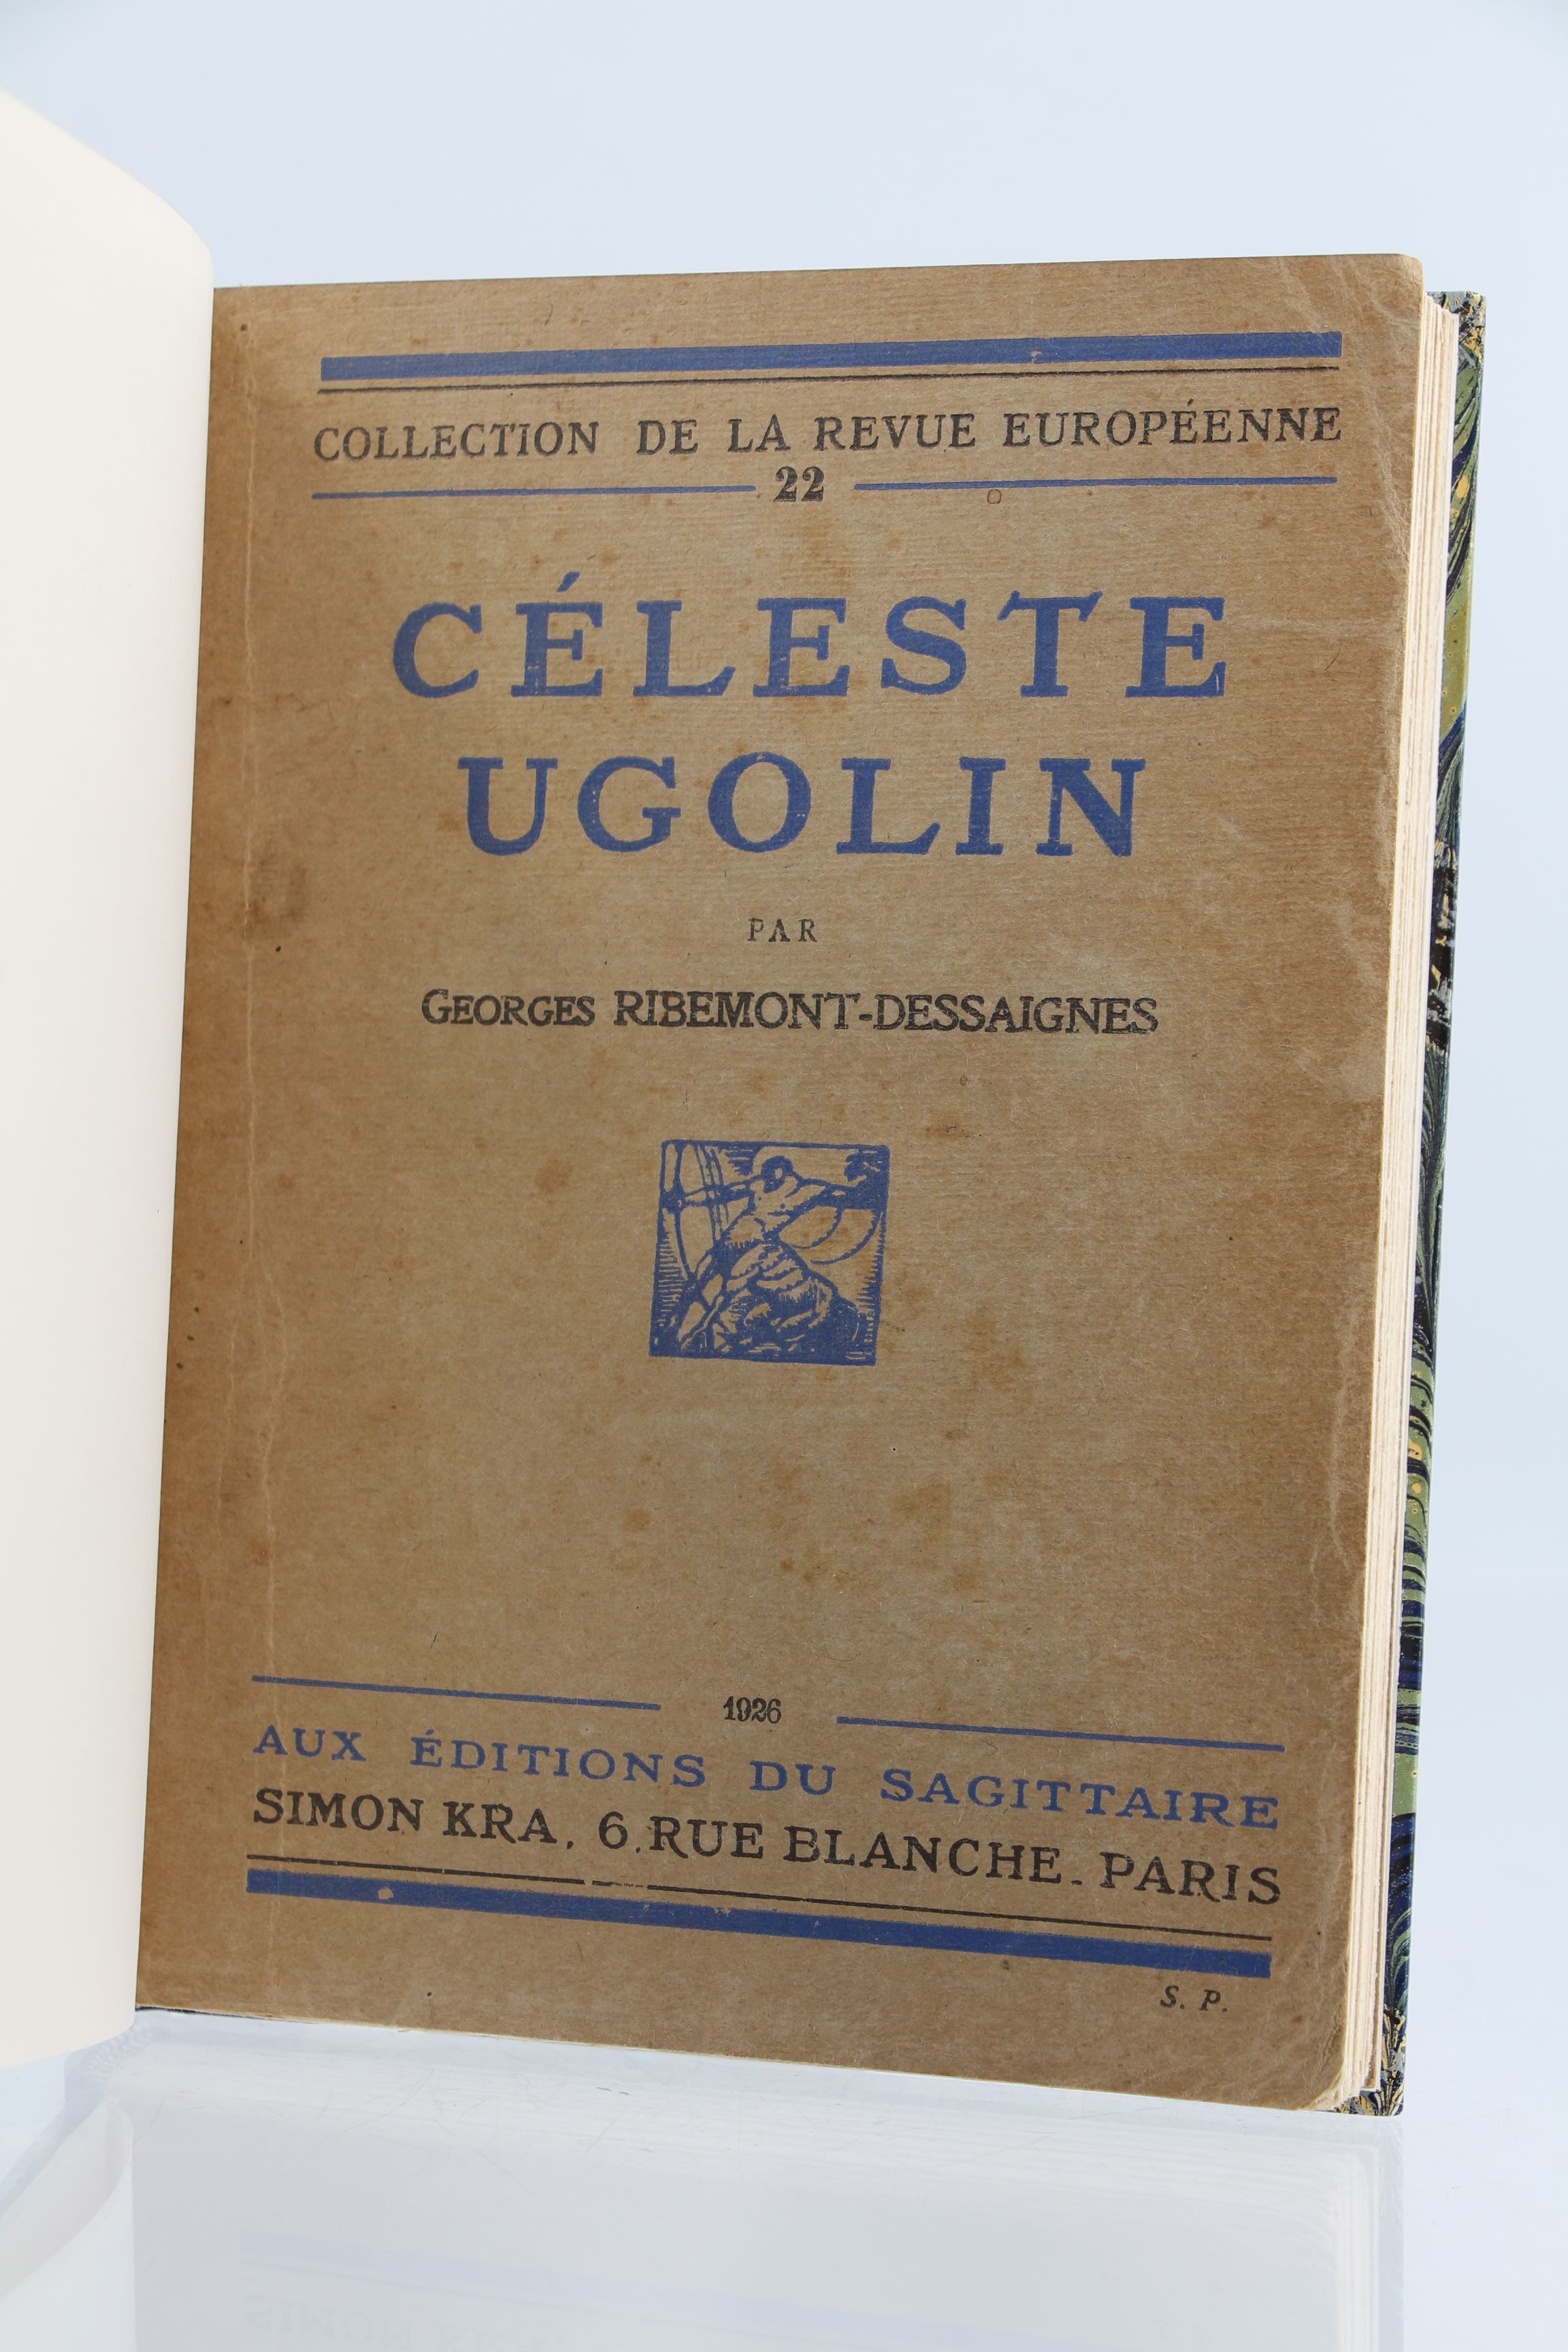 COLLECTION DE LA REVUE EUROPÉENNE
22
CÉLESTE
UGOLIN
PAR
GEORGES RIBEMONT-DESSAIGNES
1926
AUX ÉDITIONS DU SAGITTAIRE
SIMON KRA, 6, RUE BLANCHE. PARIS
S. P.